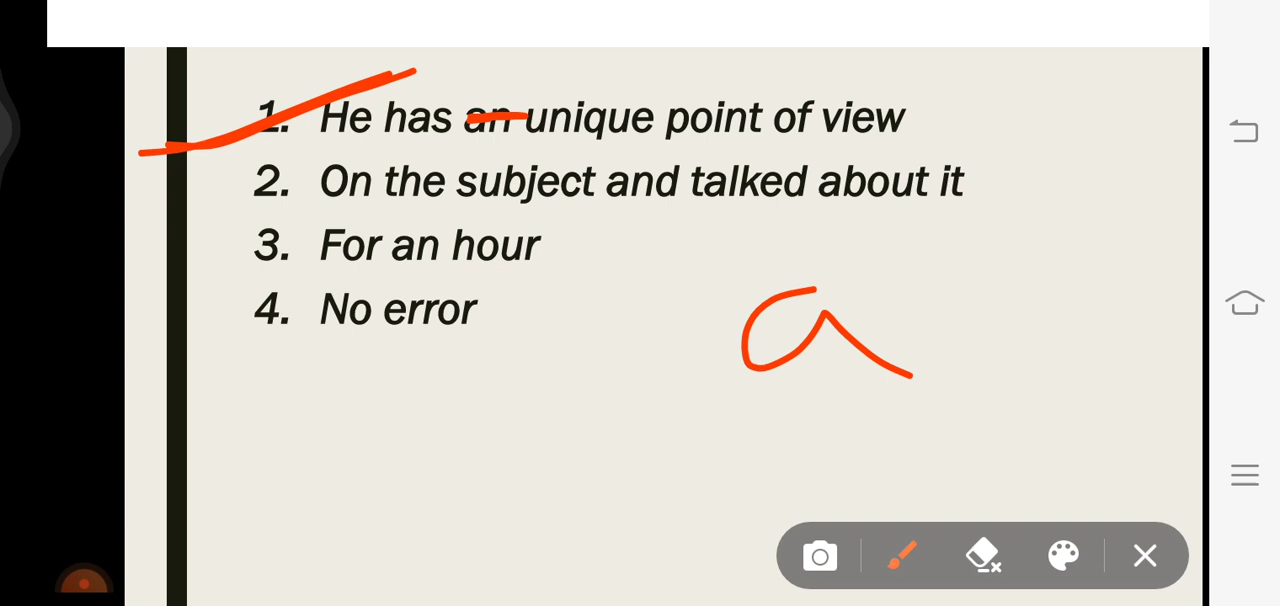 1. He has an unique point of view
2. On the subject and talked about it
3. For an hour
4. No error
a